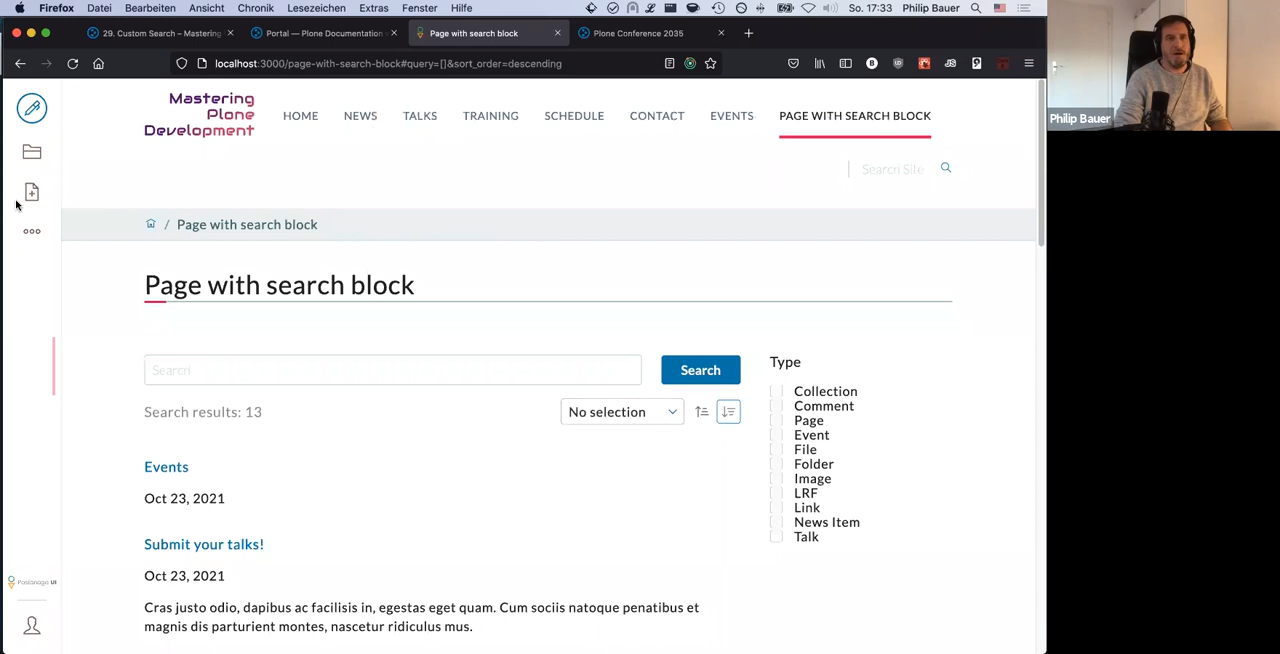 Firefox Datei Bearbeiten Ansicht Chronik Lesezeichen Extras Fenster Hilfe So. 17:33 Philip Bauer
29. Custom Search – Mastering Portal — Plone Documentation Page with search block Plone Conference 2035
localhost:3000/page-with-search-block#query=[]&sort_order=descending
Mastering
Plone
Development
HOME NEWS TALKS TRAINING SCHEDULE CONTACT EVENTS PAGE WITH SEARCH BLOCK
Search Site
/ Page with search block
Page with search block
Search Search
Search results: 13 No selection
Events
Oct 23, 2021
Submit your talks!
Oct 23, 2021
Cras justo odio, dapibus ac facilisis in, egestas eget quam. Cum sociis natoque penatibus et
magnis dis parturient montes, nascetur ridiculus mus.
Type
Collection
Comment
Page
Event
File
Folder
Image
LRF
Link
News Item
Talk
Pastanaga UI
Philip Bauer